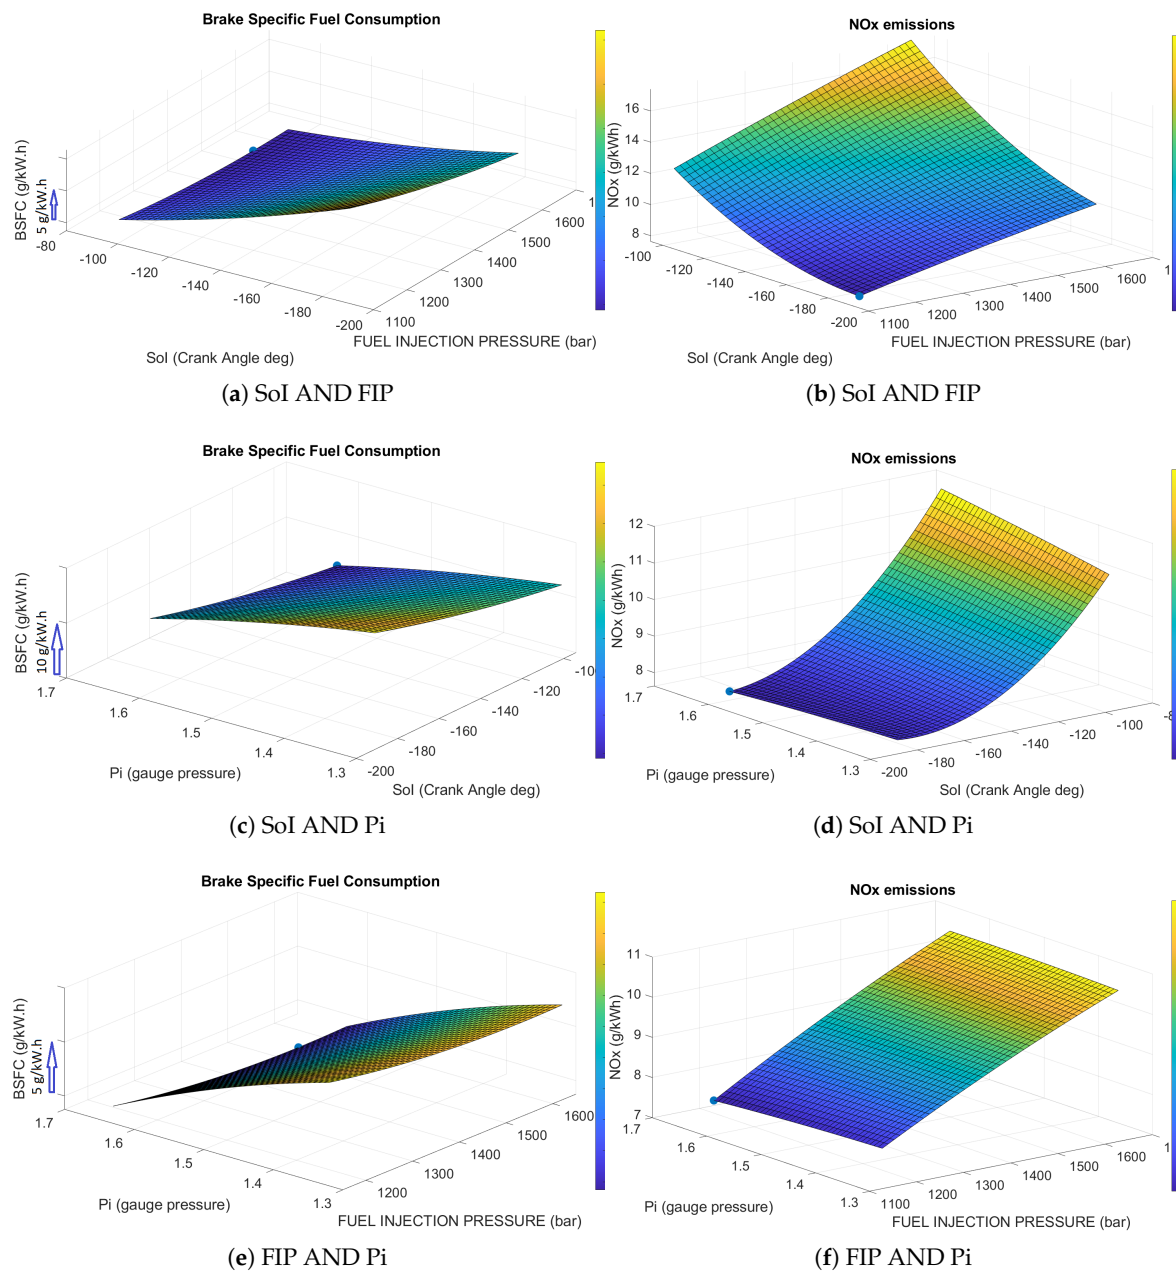 Brake Specific Fuel Consumption
BSFC (g/kW.h)
5 g/kW.h
-80
-100
-120
-140
-160
-180
-200
1100
1200
1300
1400
1500
1600
1
SoI (Crank Angle deg)
FUEL INJECTION PRESSURE (bar)
(a) SoI AND FIP
NOx emissions
NOx (g/kWh)
16
14
12
10
8
-100
-120
-140
-160
-180
-200
1100
1200
1300
1400
1500
1600
1
SoI (Crank Angle deg)
FUEL INJECTION PRESSURE (bar)
(b) SoI AND FIP
Brake Specific Fuel Consumption
BSFC (g/kW.h)
10 g/kW.h
1.7
1.6
1.5
1.4
1.3
-200
-180
-160
-140
-120
-100
Pi (gauge pressure)
SoI (Crank Angle deg)
(c) SoI AND Pi
NOx emissions
NOx (g/kWh)
12
11
10
9
8
1.7
1.6
1.5
1.4
1.3
-200
-180
-160
-140
-120
-100
-8
Pi (gauge pressure)
SoI (Crank Angle deg)
(d) SoI AND Pi
Brake Specific Fuel Consumption
BSFC (g/kW.h)
5 g/kW.h
1.7
1.6
1.5
1.4
1.3
1200
1300
1400
1500
1600
Pi (gauge pressure)
FUEL INJECTION PRESSURE (bar)
(e) FIP AND Pi
NOx emissions
NOx (g/kWh)
11
10
9
8
7
1.7
1.6
1.5
1.4
1.3
1100
1200
1300
1400
1500
1600
1
Pi (gauge pressure)
FUEL INJECTION PRESSURE (bar)
(f) FIP AND Pi